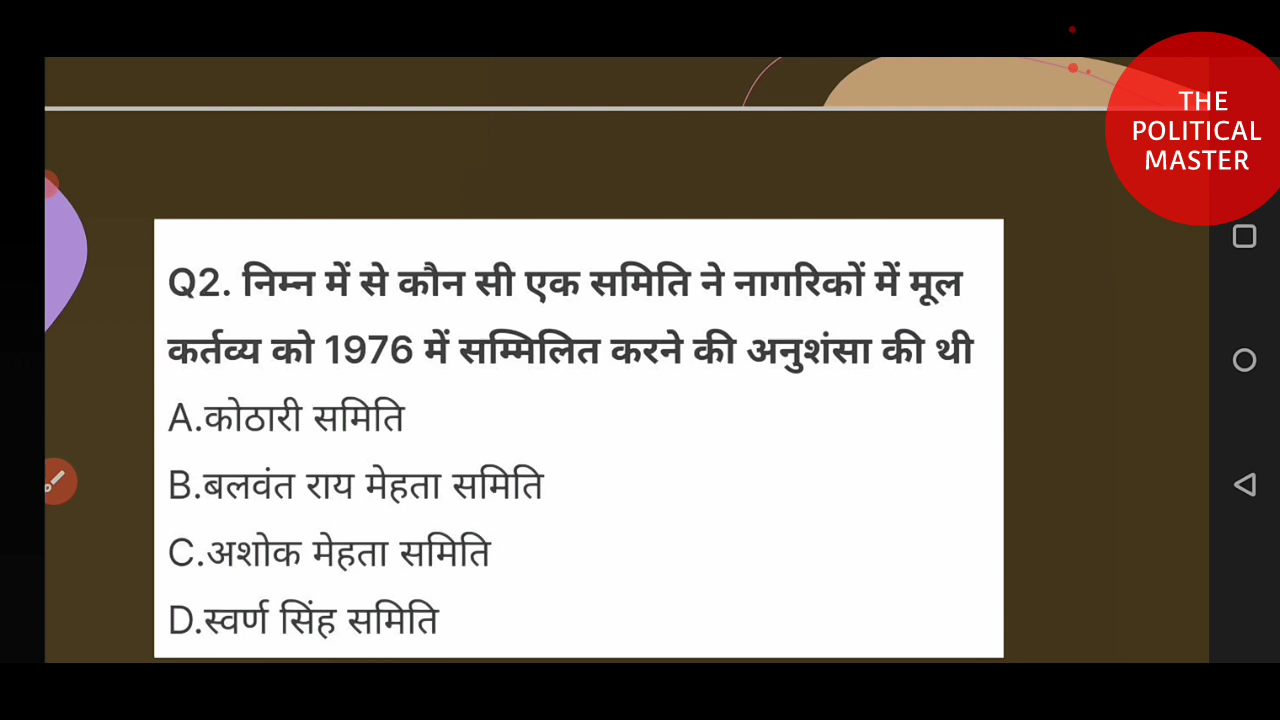 THE
POLITICAL
MASTER
Q2. निम्न में से कौन सी एक समिति ने नागरिकों में मूल
कर्तव्य को 1976 में सम्मिलित करने की अनुशंसा की थी
A.कोठारी समिति
B.बलवंत राय मेहता समिति
C.अशोक मेहता समिति
D.स्वर्ण सिंह समिति